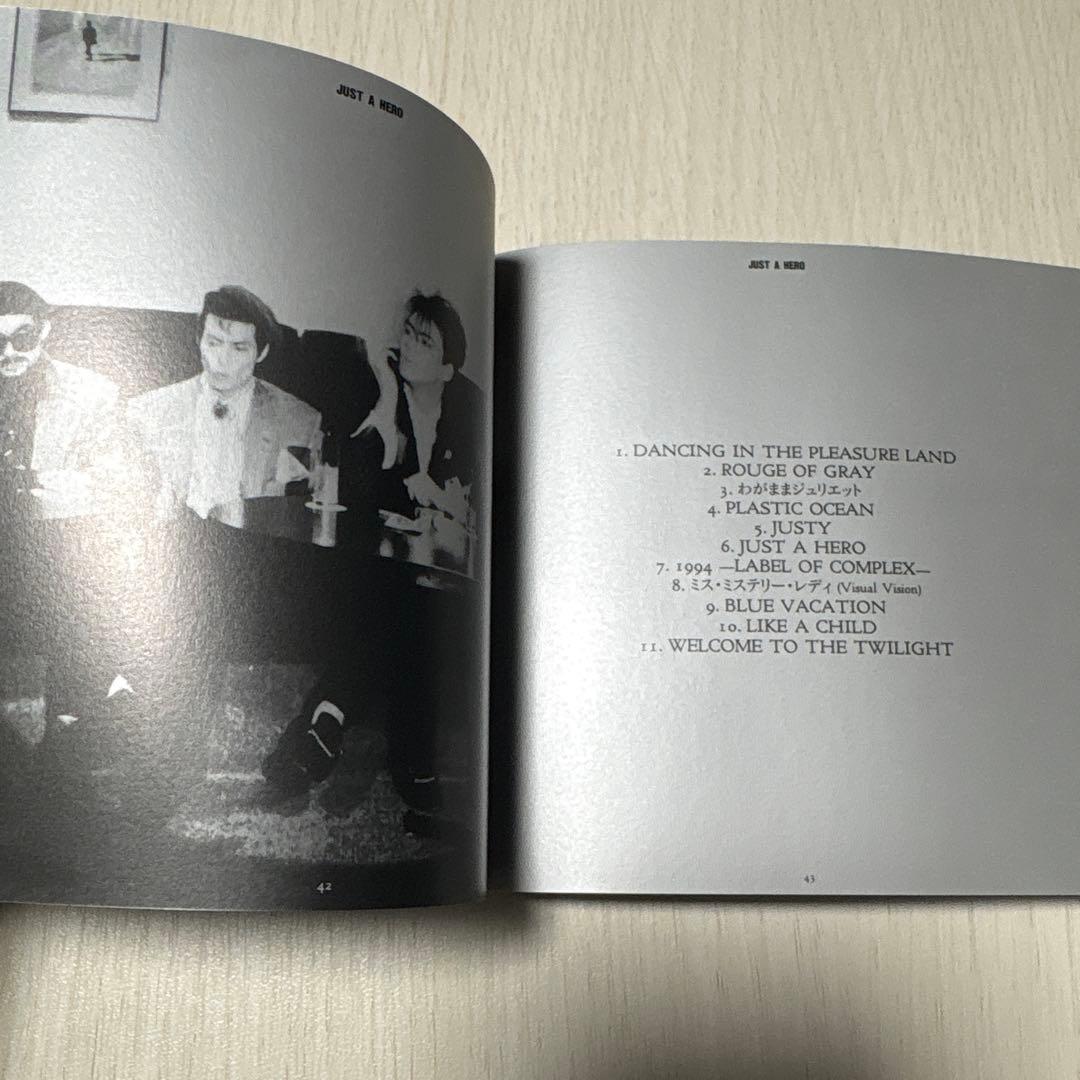 JUST A HERO
42
JUST A HERO
1. DANCING IN THE PLEASURE LAND
2. ROUGE OF GRAY
3. わがままジュリエット
4. PLASTIC OCEAN
5. JUSTY
6. JUST A HERO
7. 1994 —LABEL OF COMPLEX—
8. ミス・ミステリー・レディ (Visual Vision)
9. BLUE VACATION
10. LIKE A CHILD
11. WELCOME TO THE TWILIGHT
43